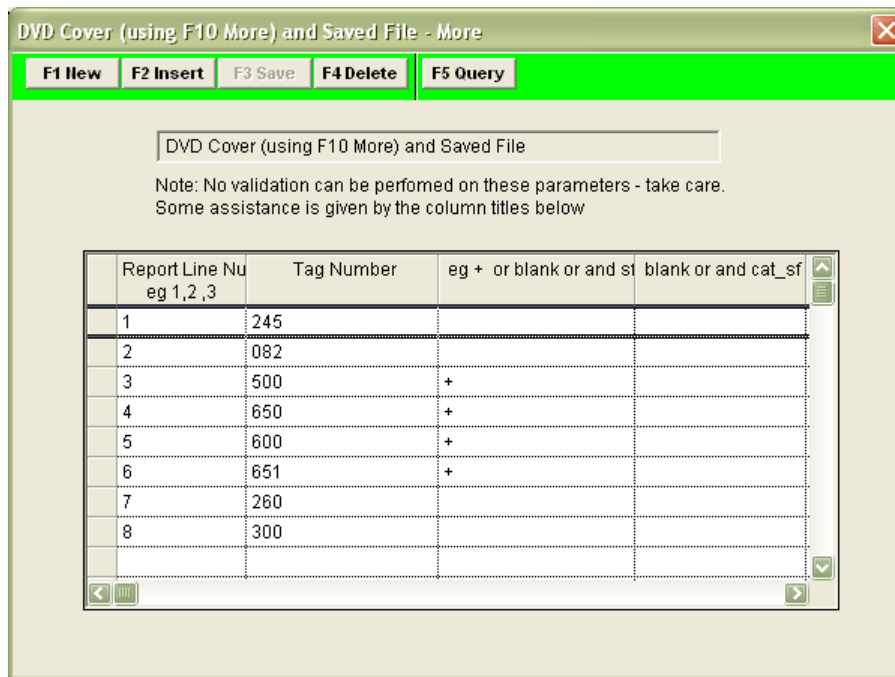 DVD Cover (using F10 More) and Saved File - More
F1 New F2 Insert F3 Save F4 Delete F5 Query
DVD Cover (using F10 More) and Saved File
Note: No validation can be perfomed on these parameters - take care.
Some assistance is given by the column titles below
Report Line Nu Tag Number eg + or blank or and sf blank or and cat_sf
eg 1,2 ,3
1 245
2 082
3 500 +
4 650 +
5 600 +
6 651 +
7 260
8 300